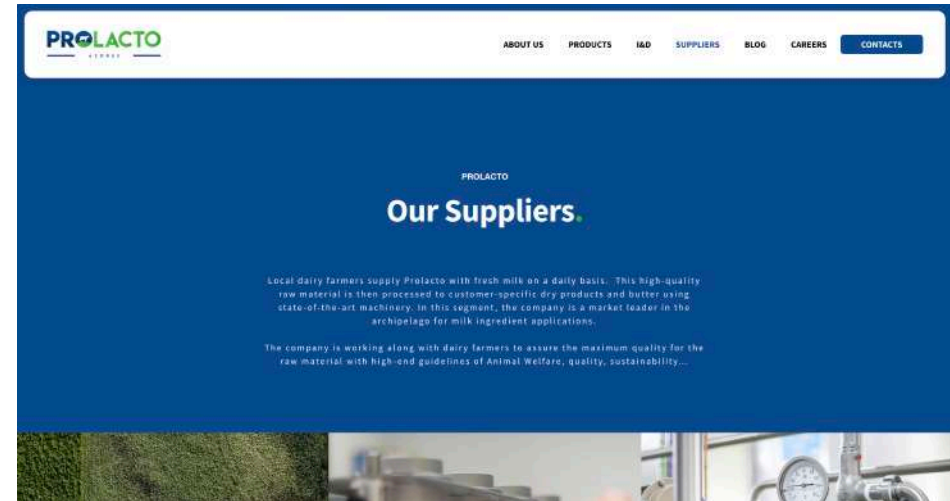 PROLACTO
AZORES
ABOUT US PRODUCTS I&D SUPPLIERS BLOG CAREERS CONTACTS
PROLACTO
Our Suppliers.
Local dairy farmers supply Prolacto with fresh milk on a daily basis. This high-quality
raw material is then processed to customer-specific dry products and butter using
state-of-the-art machinery. In this segment, the company is a market leader in the
archipelago for milk ingredient applications.
The company is working along with dairy farmers to assure the maximum quality for the
raw material with high-end guidelines of Animal Welfare, quality, sustainability...